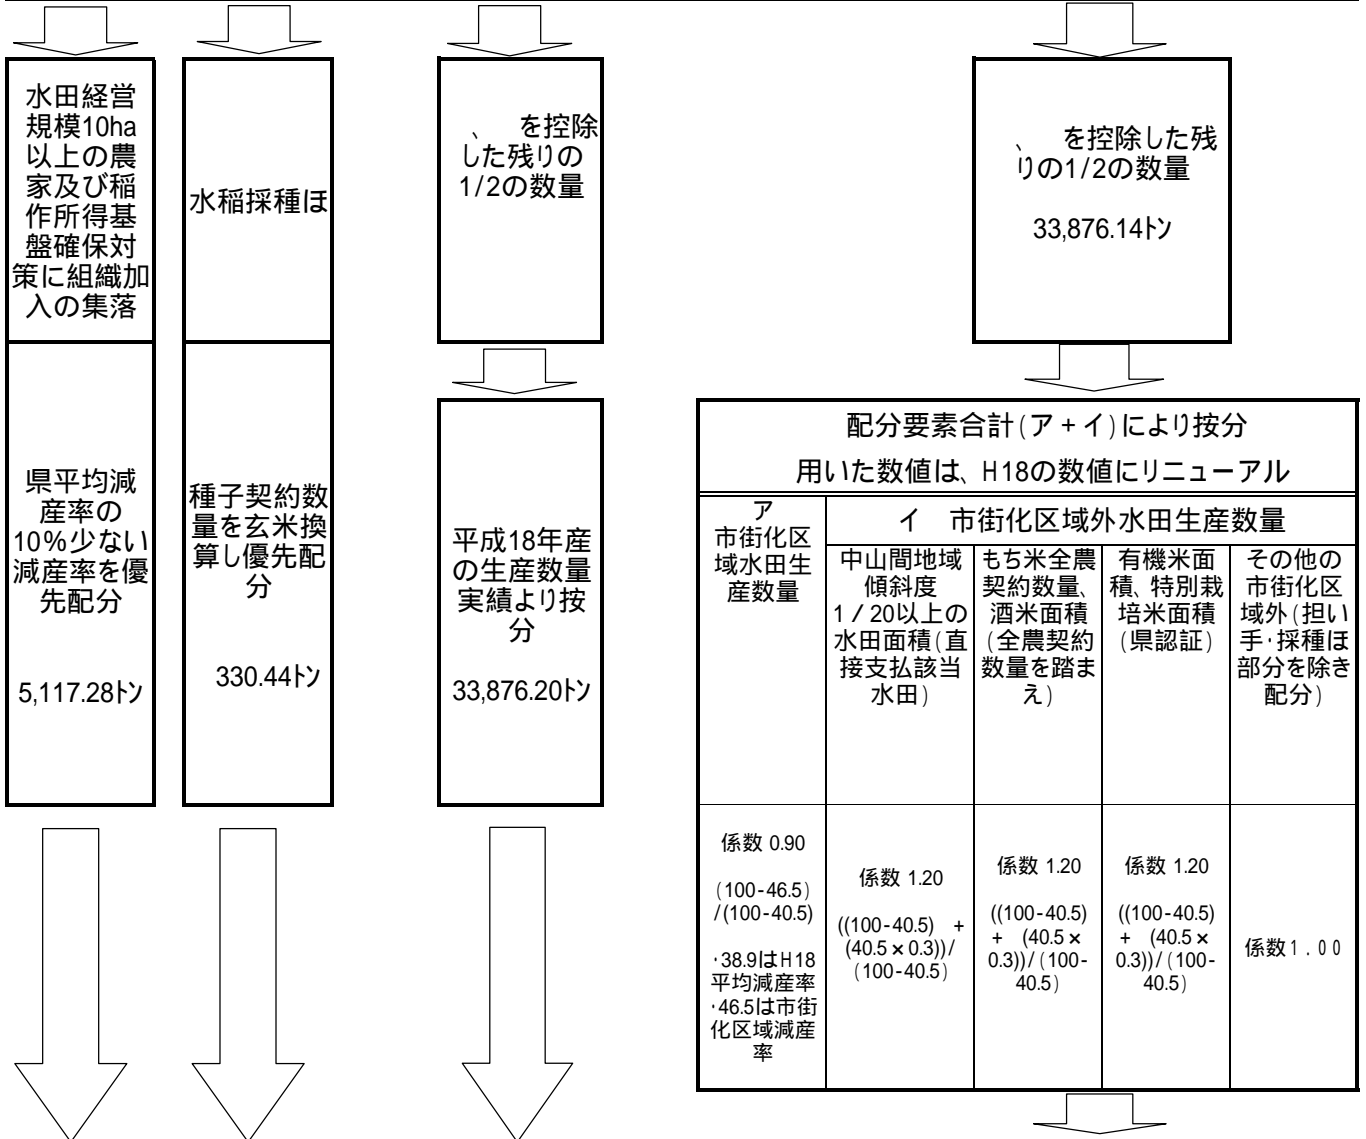 水田経営
規模10ha
以上の農
家及び稲
作所得基
盤確保対
策に組織加
入の集落
県平均減
産率の
10%少ない
減産率を優
先配分
5,117.28トン
水稲採種ほ
種子契約数
量を玄米換
算し優先配
分
330.44トン
、 を控除
した残りの
1/2の数量
平成18年産
の生産数量
実績より按
分
33,876.20トン
、 を控除した残
りの1/2の数量
33,876.14トン
配分要素合計(ア+イ)により按分
用いた数値は、H18の数値にリニューアル
ア
市街化区
域水田生
産数量
イ 市街化区域外水田生産数量
中山間地域
傾斜度
1/20以上の
水田面積(直
接支払該当
水田)
もち米全農
契約数量、
酒米面積
(全農契約
数量を踏ま
え)
有機米面
積、特別栽
培米面積
(県認証)
その他の
市街化区
域外(担い
手・採種ほ
部分を除き
配分)
係数 0.90
(100-46.5)
/(100-40.5)
・38.9はH18
平均減産率
・46.5は市街
化区域減産
率
係数 1.20
((100-40.5) +
(40.5×0.3))/
(100-40.5)
係数 1.20
((100-40.5)
+ (40.5×
0.3))/(100-
40.5)
係数 1.20
((100-40.5)
+ (40.5×
0.3))/(100-
40.5)
係数1.00